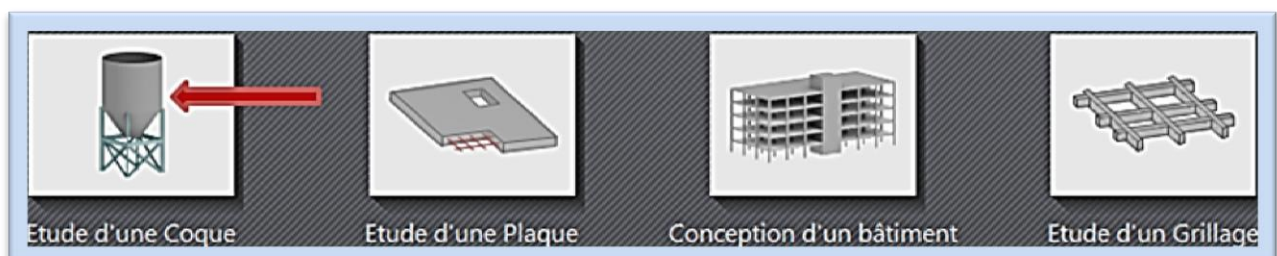 Etude d'une Coque
Etude d'une Plaque
Conception d'un bâtiment
Etude d'un Grillage